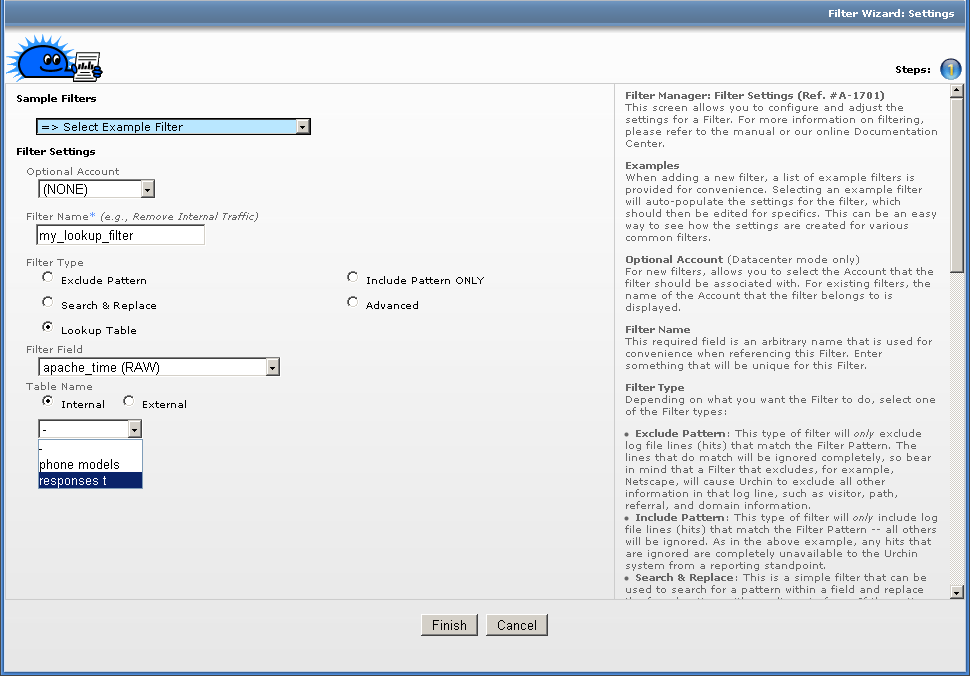 Filter Wizard: Settings
Steps: 1
Sample Filters
=> Select Example Filter
Filter Settings
Optional Account
(NONE)
Filter Name* (e.g., Remove Internal Traffic)
my_lookup_filter
Filter Type
Exclude Pattern
Include Pattern ONLY
Search & Replace
Advanced
Lookup Table
Filter Field
apache_time (RAW)
Table Name
Internal
External
-
-
phone models
responses t
Filter Manager: Filter Settings (Ref. #A-1701)
This screen allows you to configure and adjust the
settings for a Filter. For more information on filtering,
please refer to the manual or our online Documentation
Center.
Examples
When adding a new filter, a list of example filters is
provided for convenience. Selecting an example filter
will auto-populate the settings for the filter, which
should then be edited for specifics. This can be an easy
way to see how the settings are created for various
common filters.
Optional Account (Datacenter mode only)
For new filters, allows you to select the Account that the
filter should be associated with. For existing filters, the
name of the Account that the filter belongs to is
displayed.
Filter Name
This required field is an arbitrary name that is used for
convenience when referencing this Filter. Enter
something that will be unique for this Filter.
Filter Type
Depending on what you want the Filter to do, select one
of the Filter types:
• Exclude Pattern: This type of filter will only exclude
log file lines (hits) that match the Filter Pattern. The
lines that do match will be ignored completely, so bear
in mind that a Filter that excludes, for example,
Netscape, will cause Urchin to exclude all other
information in that log line, such as visitor, path,
referral, and domain information.
• Include Pattern: This type of filter will only include log
file lines (hits) that match the Filter Pattern -- all others
will be ignored. As in the above example, any hits that
are ignored are completely unavailable to the Urchin
system from a reporting standpoint.
• Search & Replace: This is a simple filter that can be
used to search for a pattern within a field and replace
Finish
Cancel